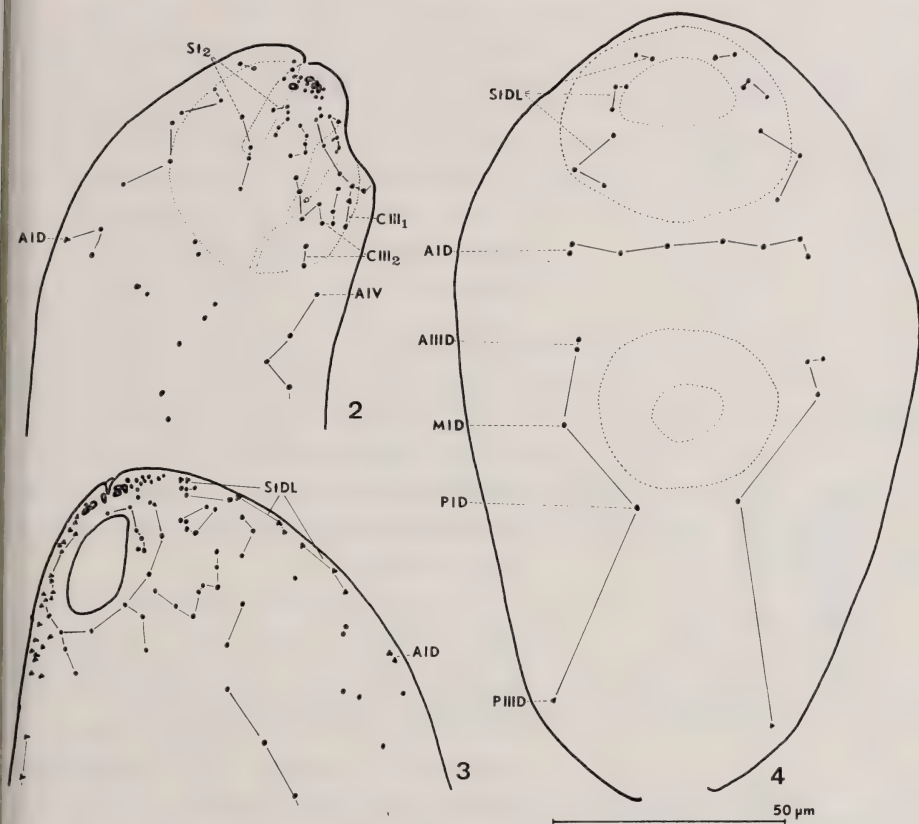 SI₂
AID
CIII₁
CIII₂
AIV
2
SIDL
AID
3
SIDL
AID
AIIID
MID
PID
PIIID
4
50 µm